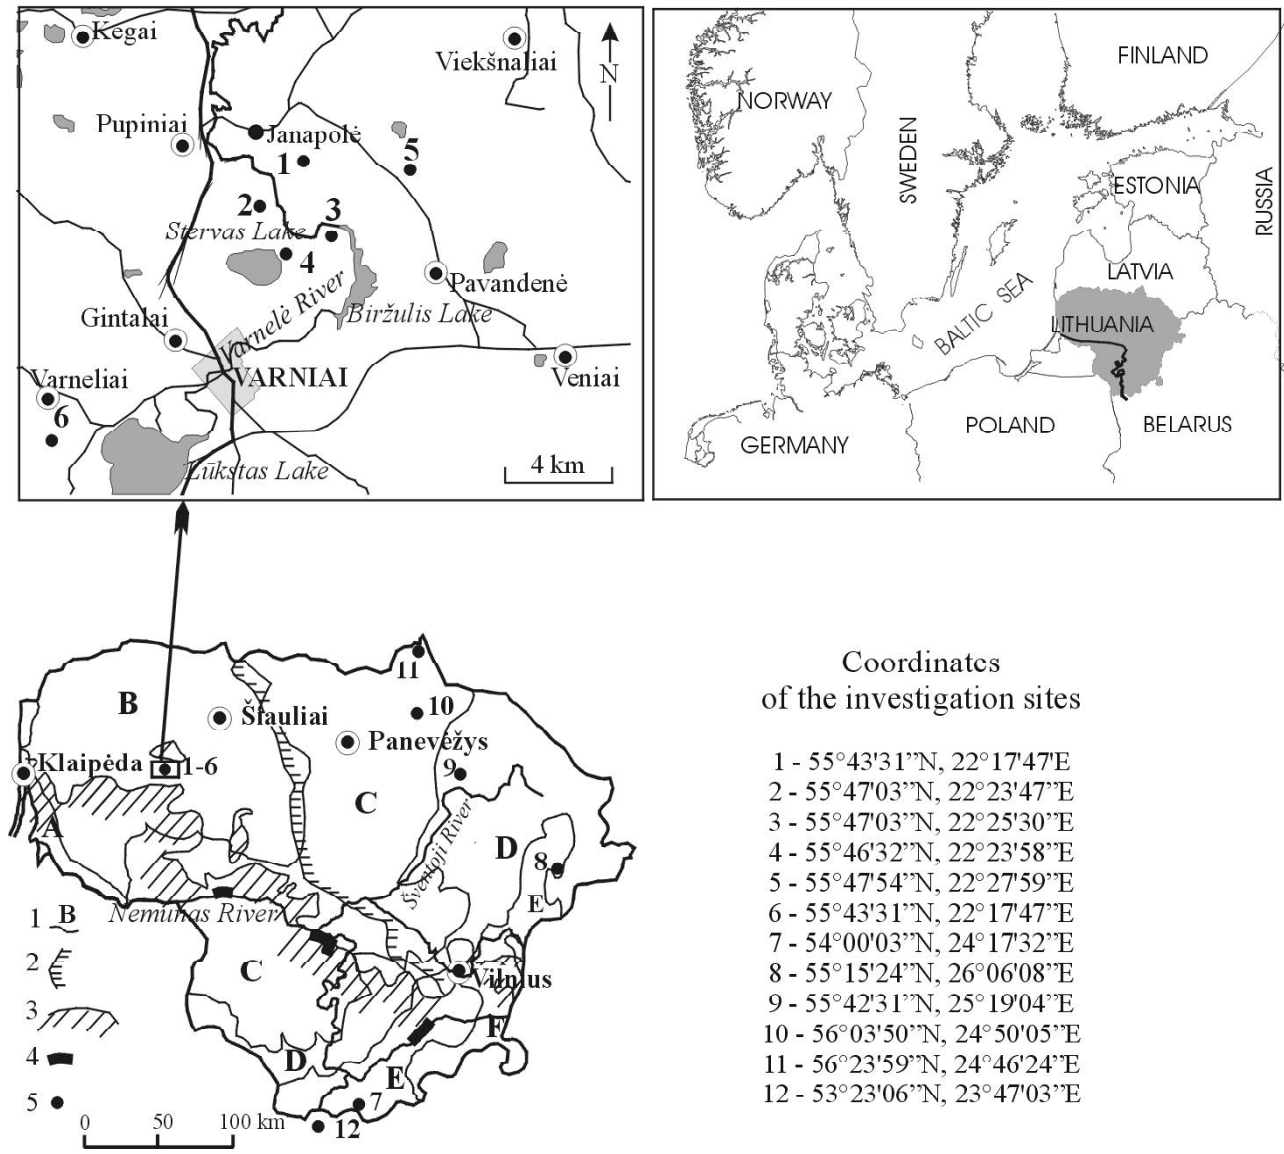 Kegai
Viekšnaliai
N
Pupiniai
Janapolė
1
5
2
3
Stervas Lake
4
Pavandenė
Varnelė River
Biržulis Lake
Gintalai
Varneliai
VARNIAI
Veniai
6
Lūkstas Lake
4 km
FINLAND
NORWAY
SWEDEN
ESTONIA
RUSSIA
LATVIA
BALTIC SEA
LITHUANIA
POLAND
BELARUS
GERMANY
11
B
10
Šiauliai
Panevėžys
Klaipėda
1-6
9
C
A
Šventoji River
D
8
E
Nemunas River
C
Vilnius
F
D
E
7
12
1 B
2
3
4
5
0 50 100 km
Coordinates
of the investigation sites
1 - 55°43'31"N, 22°17'47'E
2 - 55°47'03"N, 22°23'47"E
3 - 55°47'03"N, 22°25'30"E
4 - 55°46'32"N, 22°23'58"E
5 - 55°47'54"N, 22°27'59"E
6 - 55°43'31"N, 22°17'47"E
7 - 54°00'03"N, 24°17'32"E
8 - 55°15'24"N, 26°06'08"E
9 - 55°42'31"N, 25°19'04"E
10 - 56°03'50"N, 24°50'05"E
11 - 56°23'59"N, 24°46'24"E
12 - 53°23'06"N, 23°47'03"E